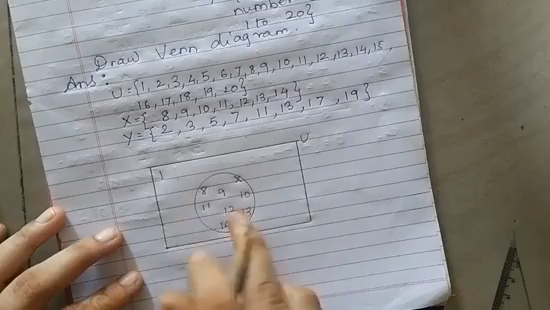 number
1 to 20}
Draw Venn diagram.
Ans: U={1, 2, 3, 4, 5, 6, 7, 8, 9, 10, 11, 12, 13, 14, 15,
16, 17, 18, 19, 20}
X={ 8, 9, 10, 11, 12, 13, 14}
Y={ 2, 3, 5, 7, 11, 13, 17, 19}
U
1
X
8 9 10
11 12 13
14